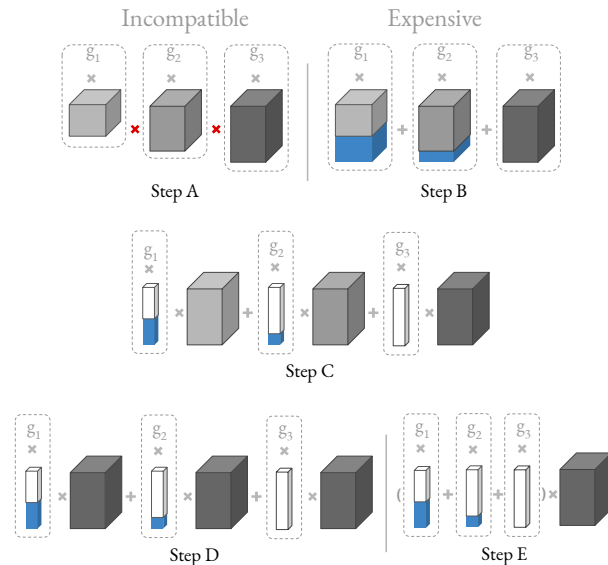 Incompatible
Expensive
g1 g2 g3
g1 g2 g3
× × ×
× × ×
× ×
+ +
Step A
Step B
g1 g2 g3
× × ×
× + × + ×
Step C
g1 g2 g3
g1 g2 g3
× × ×
× × ×
× + × + ×
( + + ) ×
Step D
Step E